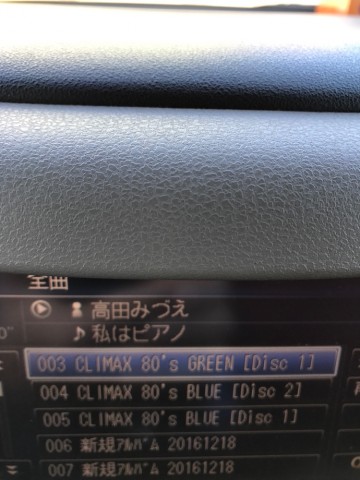 全曲
高田みづえ
私はピアノ
003 CLIMAX 80's GREEN [Disc 1]
004 CLIMAX 80's BLUE [Disc 2]
005 CLIMAX 80's BLUE [Disc 1]
006 新規ｱﾙﾊﾞﾑ 20161218
007 新規ｱﾙﾊﾞﾑ 20161218